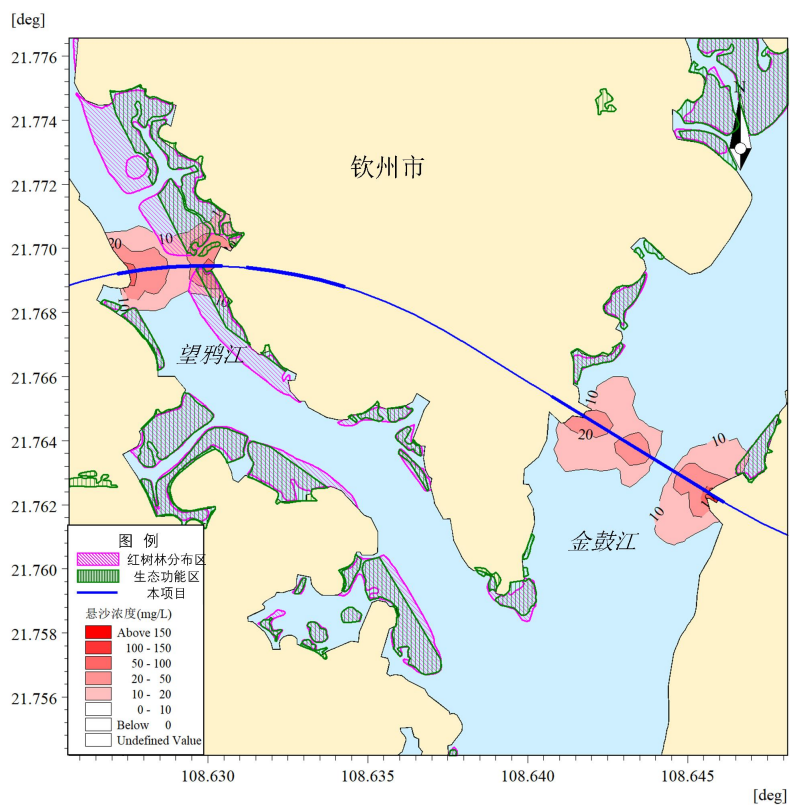 [deg]
21.776
21.774
21.772
21.770
21.768
21.766
21.764
21.762
21.760
21.758
21.756
N
钦州市
20
10
10
望鸦江
10
20
10
10
金鼓江
图 例
红树林分布区
生态功能区
本项目
悬沙浓度(mg/L)
Above 150
100 - 150
50 - 100
20 - 50
10 - 20
0 - 10
Below 0
Undefined Value
108.630
108.635
108.640
108.645
[deg]